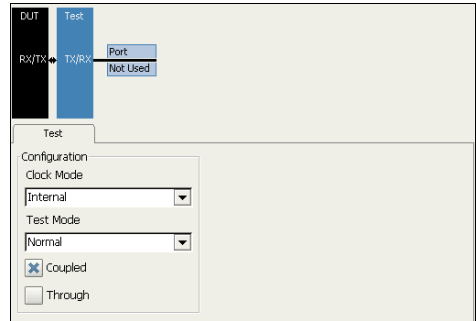 DUT Test
RX/TX TX/RX Port
Not Used
Test
Configuration
Clock Mode
Internal
Test Mode
Normal
Coupled
Through